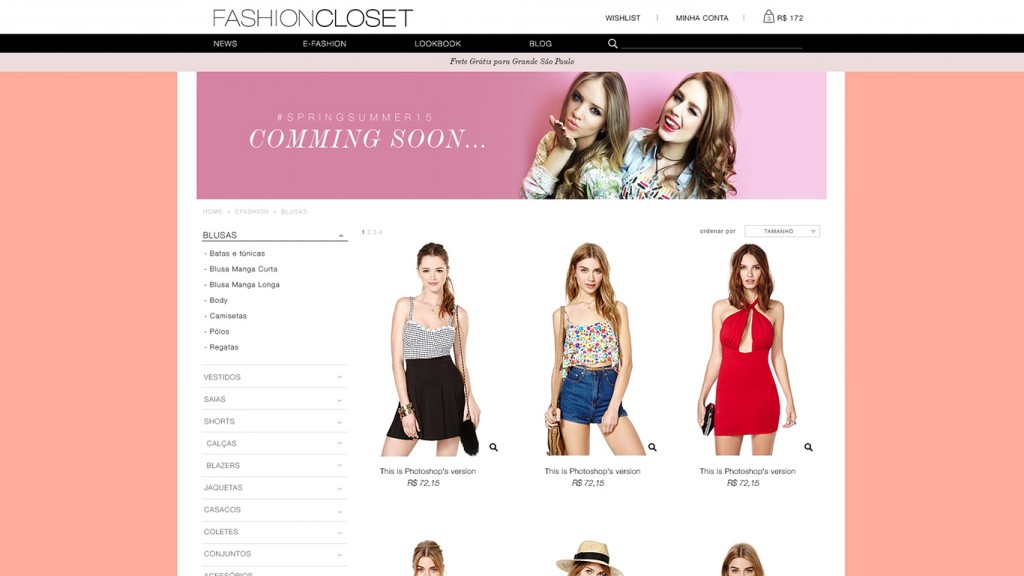 FASHIONCLOSET
WISHLIST | MINHA CONTA | 3 R$ 172
NEWS E-FASHION LOOKBOOK BLOG
Frete Grátis para Grande São Paulo
#SPRINGSUMMER15
COMMING SOON...
HOME > EFASHION > BLUSAS
BLUSAS
1 2 3 4
ordenar por TAMANHO
- Batas e túnicas
- Blusa Manga Curta
- Blusa Manga Longa
- Body
- Camisetas
- Pólos
- Regatas
VESTIDOS
SAIAS
SHORTS
CALÇAS
BLAZERS
JAQUETAS
CASACOS
COLETES
CONJUNTOS
ACESSÓRIOS
This is Photoshop's version
R$ 72,15
This is Photoshop's version
R$ 72,15
This is Photoshop's version
R$ 72,15